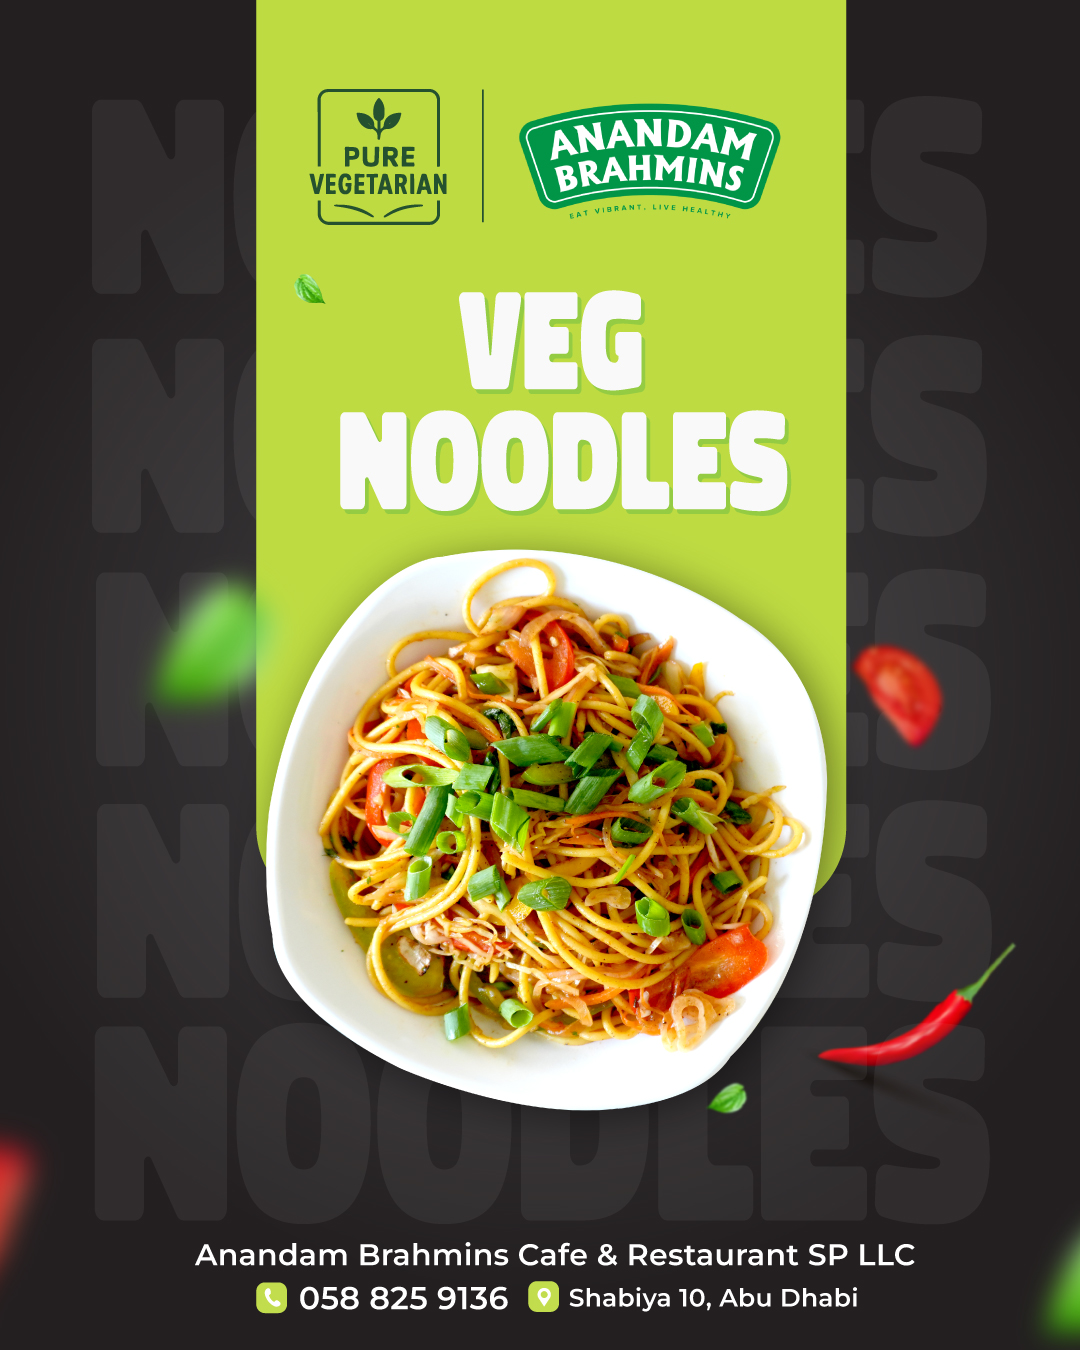 PURE
VEGETARIAN
ANANDAM
BRAHMINS
EAT VIBRANT, LIVE HEALTHY
VEG
NOODLES
NOODLES
Anandam Brahmins Cafe & Restaurant SP LLC
058 825 9136
Shabiya 10, Abu Dhabi